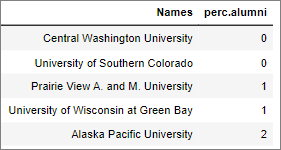 Names perc.alumni
Central Washington University 0
University of Southern Colorado 0
Prairie View A. and M. University 1
University of Wisconsin at Green Bay 1
Alaska Pacific University 2